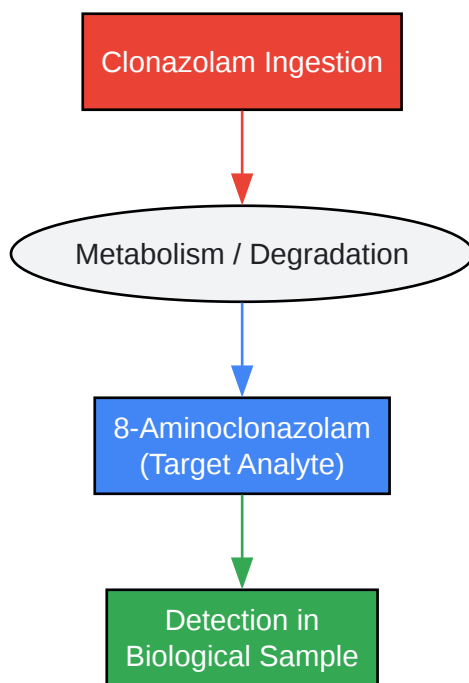 Clonazolam Ingestion
Metabolism / Degradation
8-Aminoclonazolam
(Target Analyte)
Detection in
Biological Sample